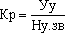 Кр = Уу / Ну.зв